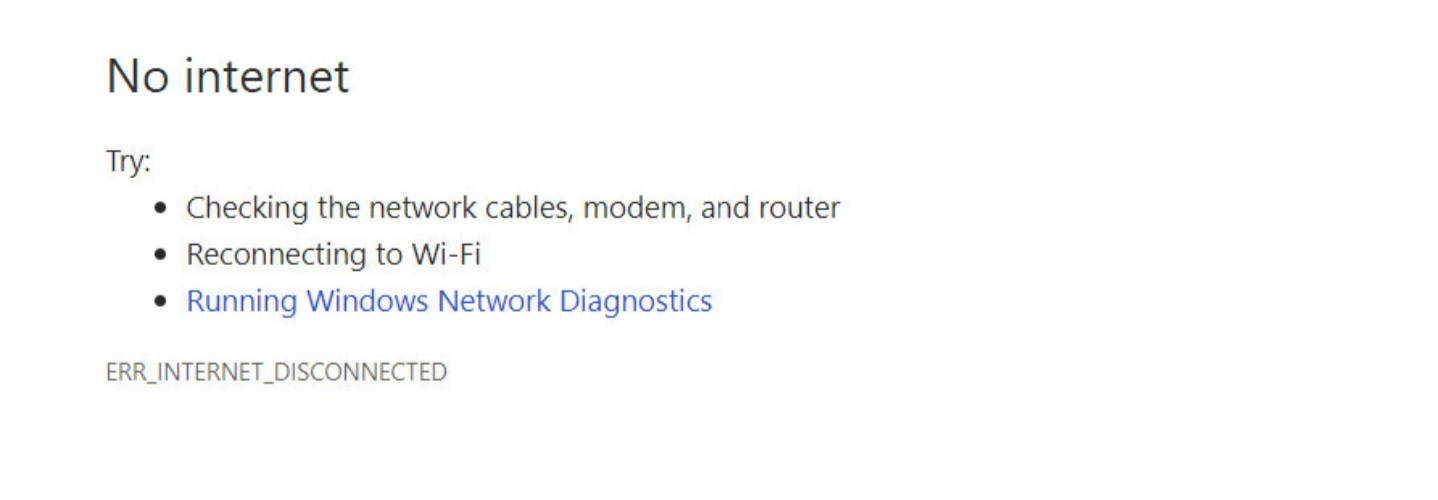 No internet
Try:
Checking the network cables, modem, and router
Reconnecting to Wi-Fi
Running Windows Network Diagnostics
ERR_INTERNET_DISCONNECTED